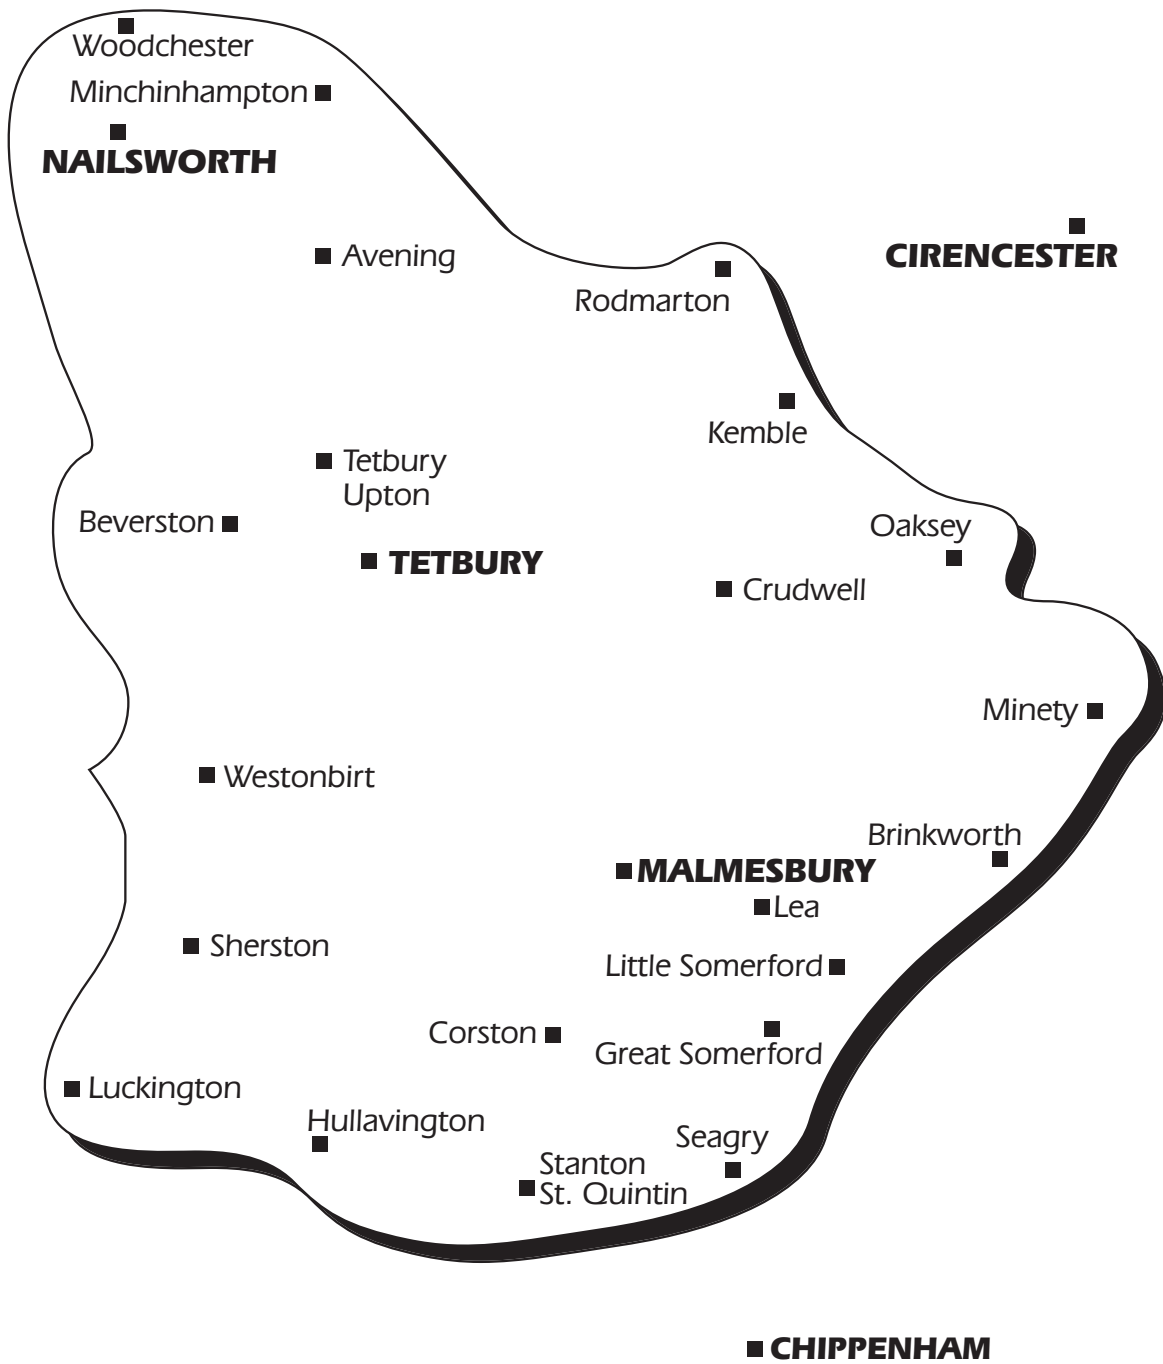 Woodchester
Minchinhampton
NAILSWORTH
Avening
CIRENCESTER
Rodmarton
Kemble
Tetbury
Upton
Beverston
Oaksey
TETBURY
Crudwell
Minety
Westonbirt
Brinkworth
MALMESBURY
Lea
Sherston
Little Somerford
Corston
Great Somerford
Luckington
Hullavington
Seagry
Stanton
St. Quintin
CHIPPENHAM